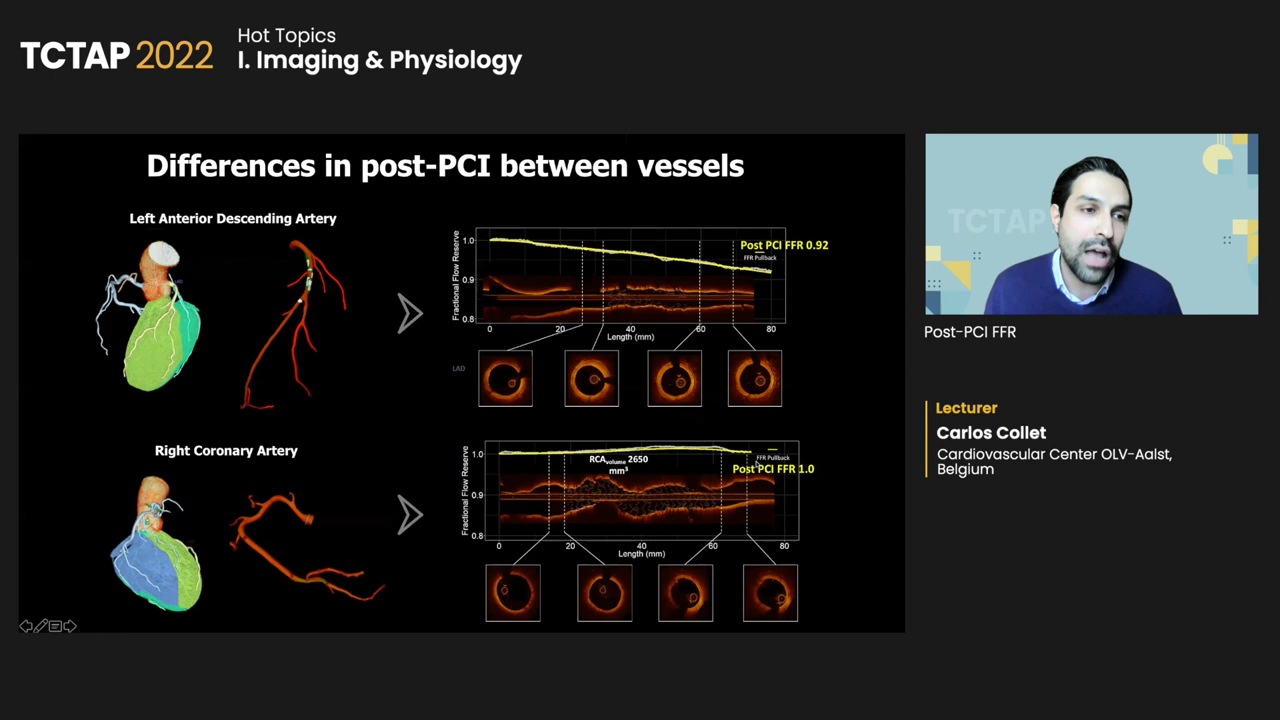 TCTAP 2022
Hot Topics
I. Imaging & Physiology
Differences in post-PCI between vessels
Left Anterior Descending Artery
Fractional Flow Reserve
1.0
0.9
0.8
Post PCI FFR 0.92
FFR Pullback
0
20
40
60
80
Length (mm)
LAD
Right Coronary Artery
Fractional Flow Reserve
1.0
0.9
0.8
RCAvolume 2650
mm³
FFR Pullback
Post PCI FFR 1.0
0
20
40
60
80
Length (mm)
TCTAP
Post-PCI FFR
Lecturer
Carlos Collet
Cardiovascular Center OLV-Aalst,
Belgium